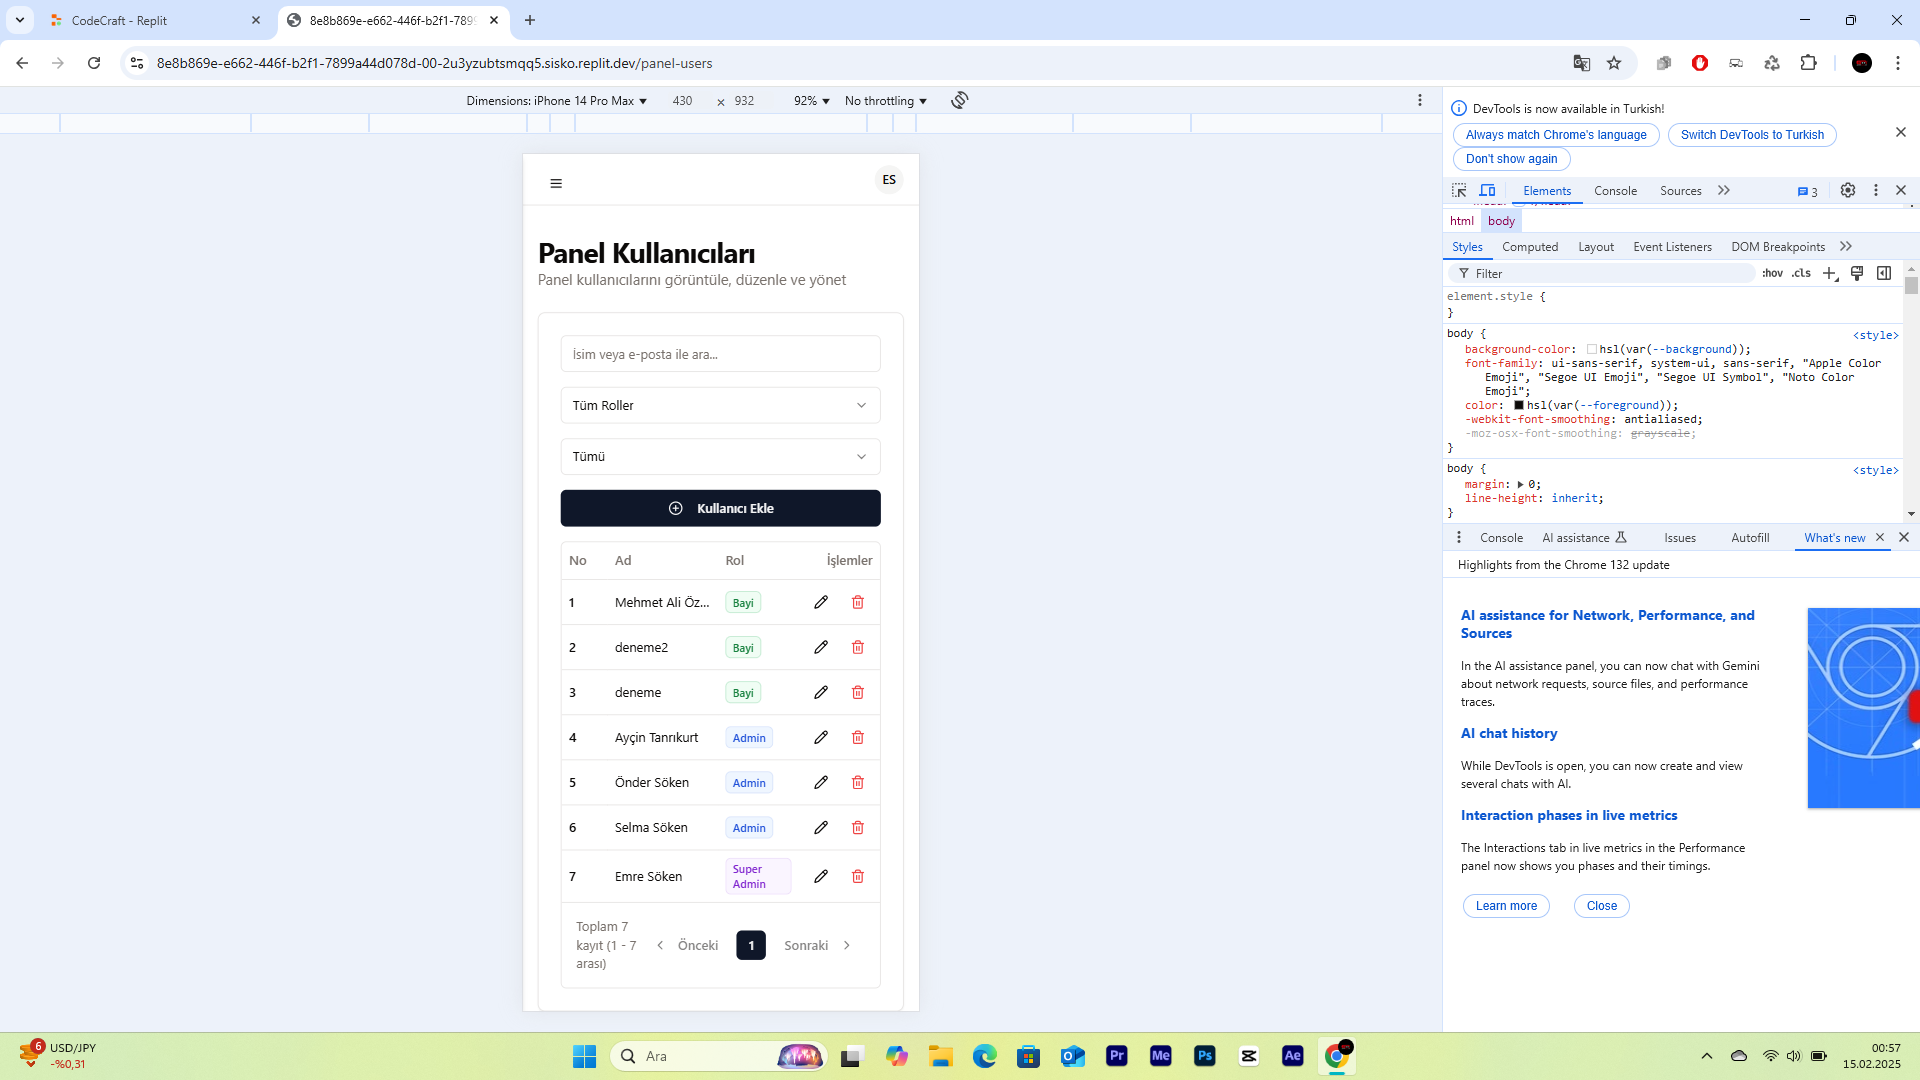 CodeCraft - Replit
8e8b869e-e662-446f-b2f1-7899
8e8b869e-e662-446f-b2f1-7899a44d078d-00-2u3yzubtsmqq5.sisko.replit.dev/panel-users
Dimensions: iPhone 14 Pro Max 430 × 932 92% No throttling
DevTools is now available in Turkish!
Always match Chrome's language
Switch DevTools to Turkish
Don't show again
Elements Console Sources 3
html body
Styles Computed Layout Event Listeners DOM Breakpoints
Filter :hov .cls
element.style {
}
body { <style>
background-color: hsl(var(--background));
font-family: ui-sans-serif, system-ui, sans-serif, "Apple Color
Emoji", "Segoe UI Emoji", "Segoe UI Symbol", "Noto Color
Emoji";
color: hsl(var(--foreground));
-webkit-font-smoothing: antialiased;
-moz-osx-font-smoothing: grayscale;
}
body { <style>
margin: 0;
line-height: inherit;
}
Console AI assistance Issues Autofill What's new
Highlights from the Chrome 132 update
AI assistance for Network, Performance, and
Sources
In the AI assistance panel, you can now chat with Gemini
about network requests, source files, and performance
traces.
AI chat history
While DevTools is open, you can now create and view
several chats with AI.
Interaction phases in live metrics
The Interactions tab in live metrics in the Performance
panel now shows you phases and their timings.
Learn more
Close
ES
Panel Kullanıcıları
Panel kullanıcılarını görüntüle, düzenle ve yönet
İsim veya e-posta ile ara...
Tüm Roller
Tümü
Kullanıcı Ekle
No Ad Rol İşlemler
1 Mehmet Ali Öz... Bayi
2 deneme2 Bayi
3 deneme Bayi
4 Ayçin Tanrıkurt Admin
5 Önder Söken Admin
6 Selma Söken Admin
7 Emre Söken Super Admin
Toplam 7
kayıt (1 - 7
arası)
Önceki 1 Sonraki
6
USD/JPY
-%0,31
Ara
Pr Me Ps Ae
00:57
15.02.2025